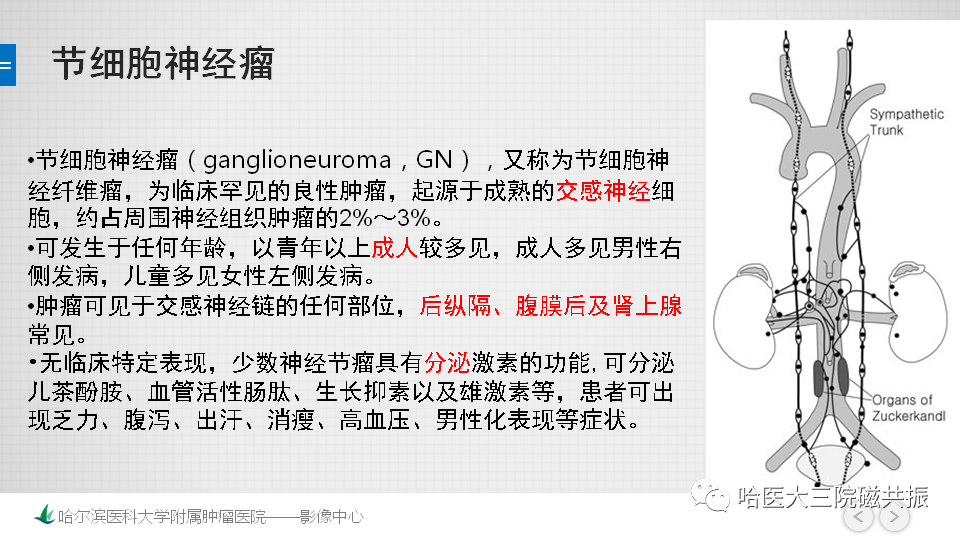 节细胞神经瘤
•节细胞神经瘤（ganglioneuroma，GN），又称为节细胞神
经纤维瘤，为临床罕见的良性肿瘤，起源于成熟的交感神经细
胞，约占周围神经组织肿瘤的2%～3%。
•可发生于任何年龄，以青年以上成人较多见，成人多见男性右
侧发病，儿童多见女性左侧发病。
•肿瘤可见于交感神经链的任何部位，后纵隔、腹膜后及肾上腺
常见。
•无临床特定表现，少数神经节瘤具有分泌激素的功能,可分泌
儿茶酚胺、血管活性肠肽、生长抑素以及雄激素等，患者可出
现乏力、腹泻、出汗、消瘦、高血压、男性化表现等症状。
Sympathetic
Trunk
Organs of
Zuckerkandl
哈医大三院磁共振
哈尔滨医科大学附属肿瘤医院——影像中心